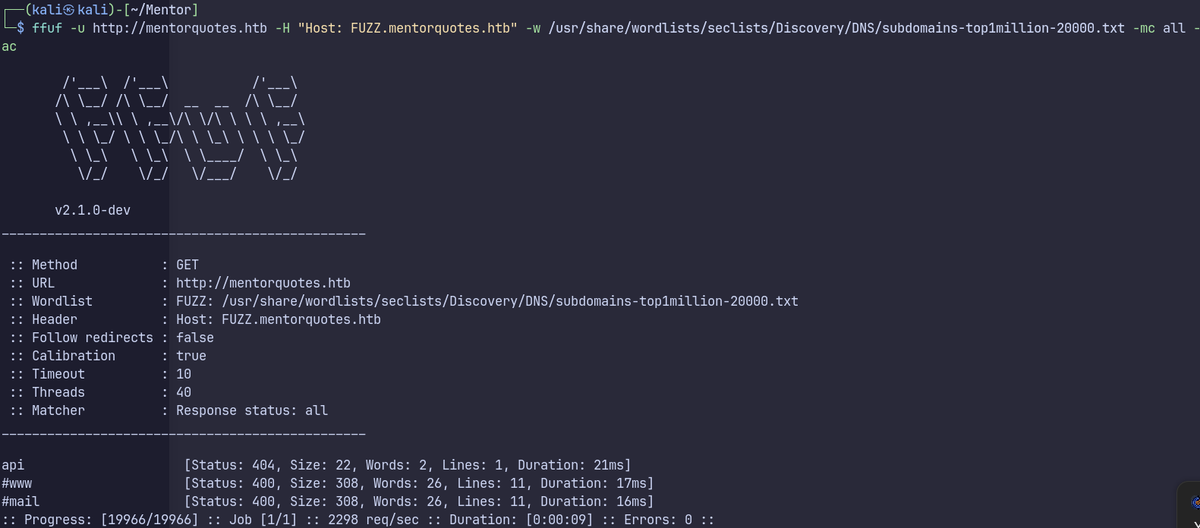 ┌──(kali㉿kali)-[~/Mentor]
└─$ ffuf -u http://mentorquotes.htb -H "Host: FUZZ.mentorquotes.htb" -w /usr/share/wordlists/seclists/Discovery/DNS/subdomains-top1million-20000.txt -mc all -
ac

        /'___\  /'___\           /'___\
       /\ \__/ /\ \__/  __  __  /\ \__/
       \ \ ,__\\ \ ,__\/\ \/\ \ \ \ ,__\
        \ \ \_/ \ \ \_/\ \ \_\ \ \ \ \_/
         \ \_\   \ \_\  \ \____/  \ \_\
          \/_/    \/_/   \/___/    \/_/

       v2.1.0-dev
________________________________________________

 :: Method           : GET
 :: URL              : http://mentorquotes.htb
 :: Wordlist         : FUZZ: /usr/share/wordlists/seclists/Discovery/DNS/subdomains-top1million-20000.txt
 :: Header           : Host: FUZZ.mentorquotes.htb
 :: Follow redirects : false
 :: Calibration      : true
 :: Timeout          : 10
 :: Threads          : 40
 :: Matcher          : Response status: all
________________________________________________

api                     [Status: 404, Size: 22, Words: 2, Lines: 1, Duration: 21ms]
#www                    [Status: 400, Size: 308, Words: 26, Lines: 11, Duration: 17ms]
#mail                   [Status: 400, Size: 308, Words: 26, Lines: 11, Duration: 16ms]
:: Progress: [19966/19966] :: Job [1/1] :: 2298 req/sec :: Duration: [0:00:09] :: Errors: 0 ::